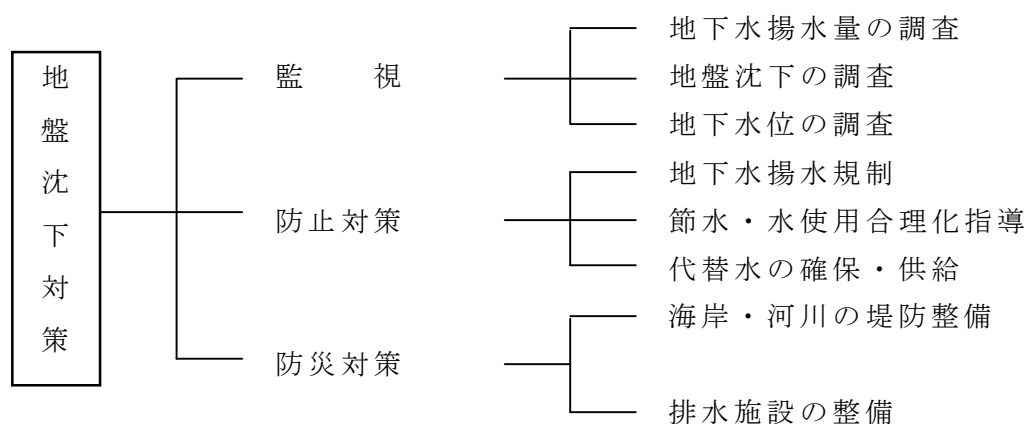 地盤沈下対策
監視
地下水揚水量の調査
地盤沈下の調査
地下水位の調査
防止対策
地下水揚水規制
節水・水使用合理化指導
代替水の確保・供給
防災対策
海岸・河川の堤防整備
排水施設の整備